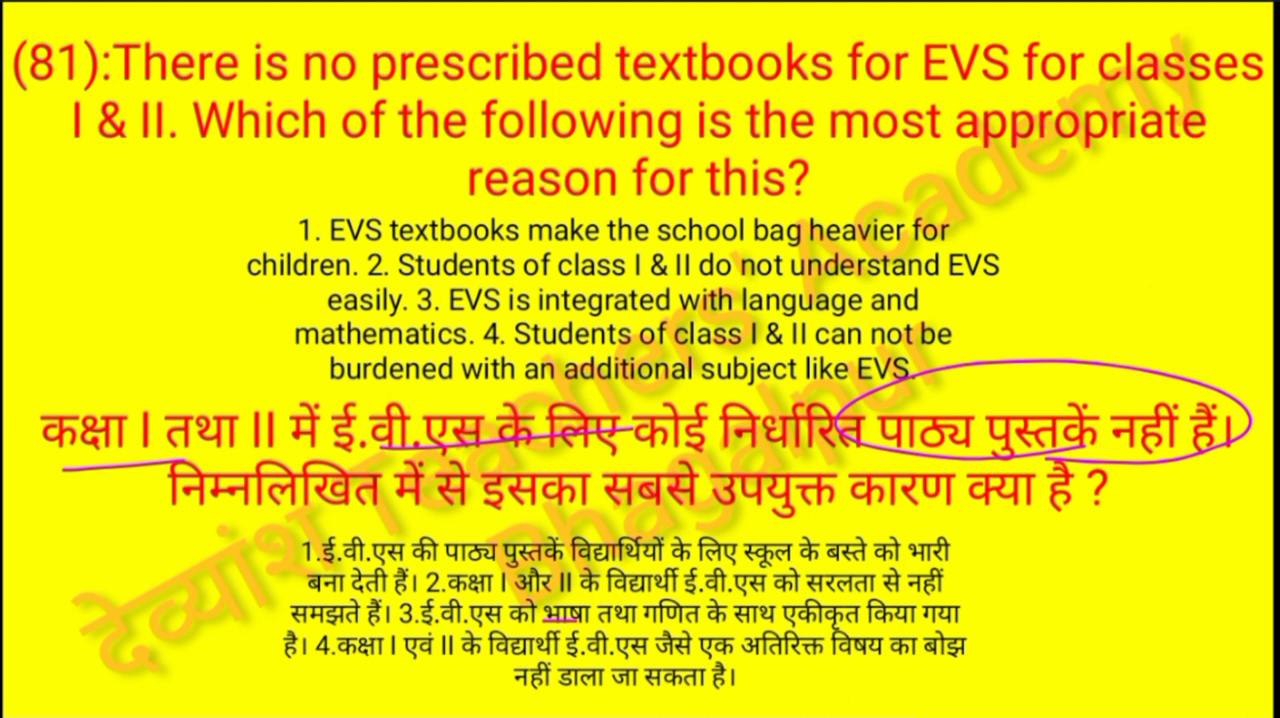 (81):There is no prescribed textbooks for EVS for classes
I & II. Which of the following is the most appropriate
reason for this?
1. EVS textbooks make the school bag heavier for
children. 2. Students of class I & II do not understand EVS
easily. 3. EVS is integrated with language and
mathematics. 4. Students of class I & II can not be
burdened with an additional subject like EVS.
कक्षा I तथा II में ई.वी.एस के लिए कोई निर्धारित पाठ्य पुस्तकें नहीं हैं।
निम्नलिखित में से इसका सबसे उपयुक्त कारण क्या है ?
1.ई.वी.एस की पाठ्य पुस्तकें विद्यार्थियों के लिए स्कूल के बस्ते को भारी
बना देती हैं। 2.कक्षा I और II के विद्यार्थी ई.वी.एस को सरलता से नहीं
समझते हैं। 3.ई.वी.एस को भाषा तथा गणित के साथ एकीकृत किया गया
है। 4.कक्षा I एवं II के विद्यार्थी ई.वी.एस जैसे एक अतिरिक्त विषय का बोझ
नहीं डाला जा सकता है।
देव्यांश Teachers' Academy
Bhagalpur